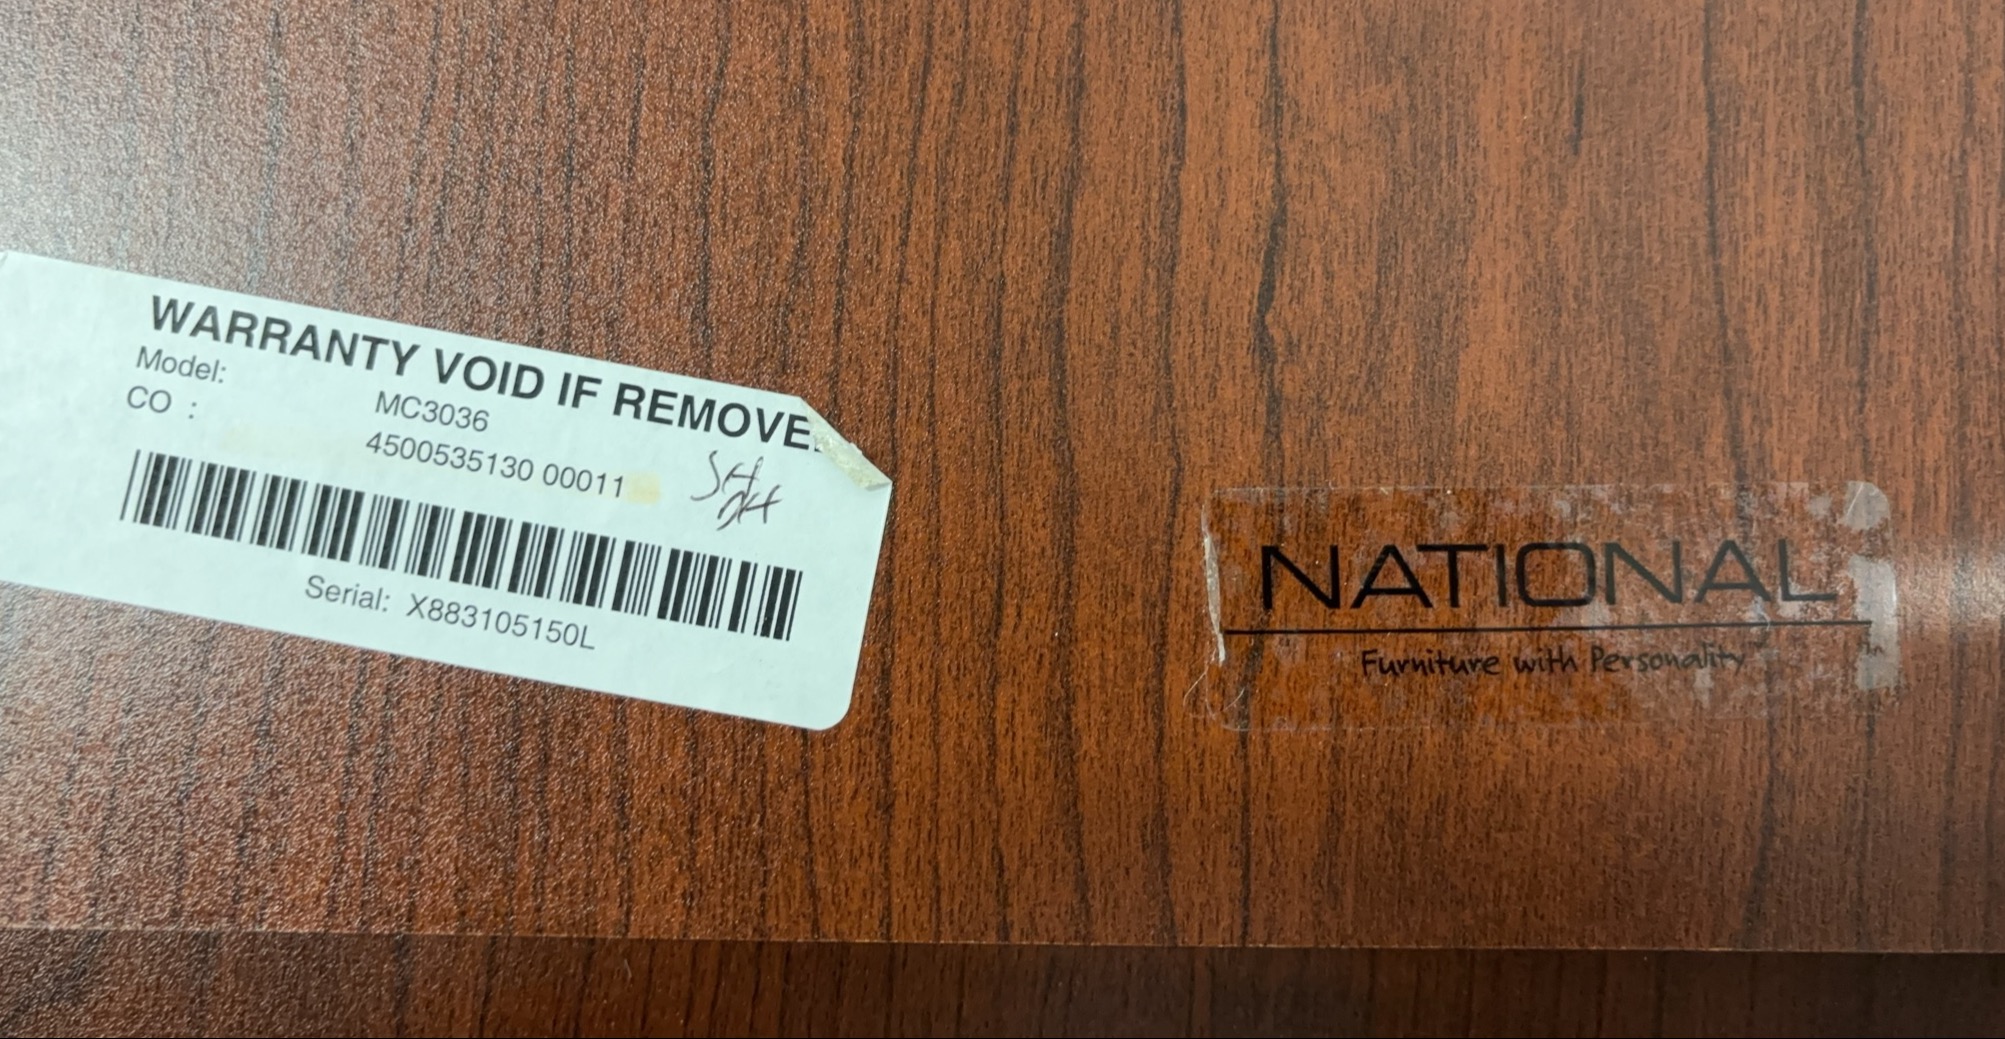 WARRANTY VOID IF REMOVE
Model: MC3036
CO : 4500535130 00011
Serial: X883105150L
NATIONAL
Furniture with Personality